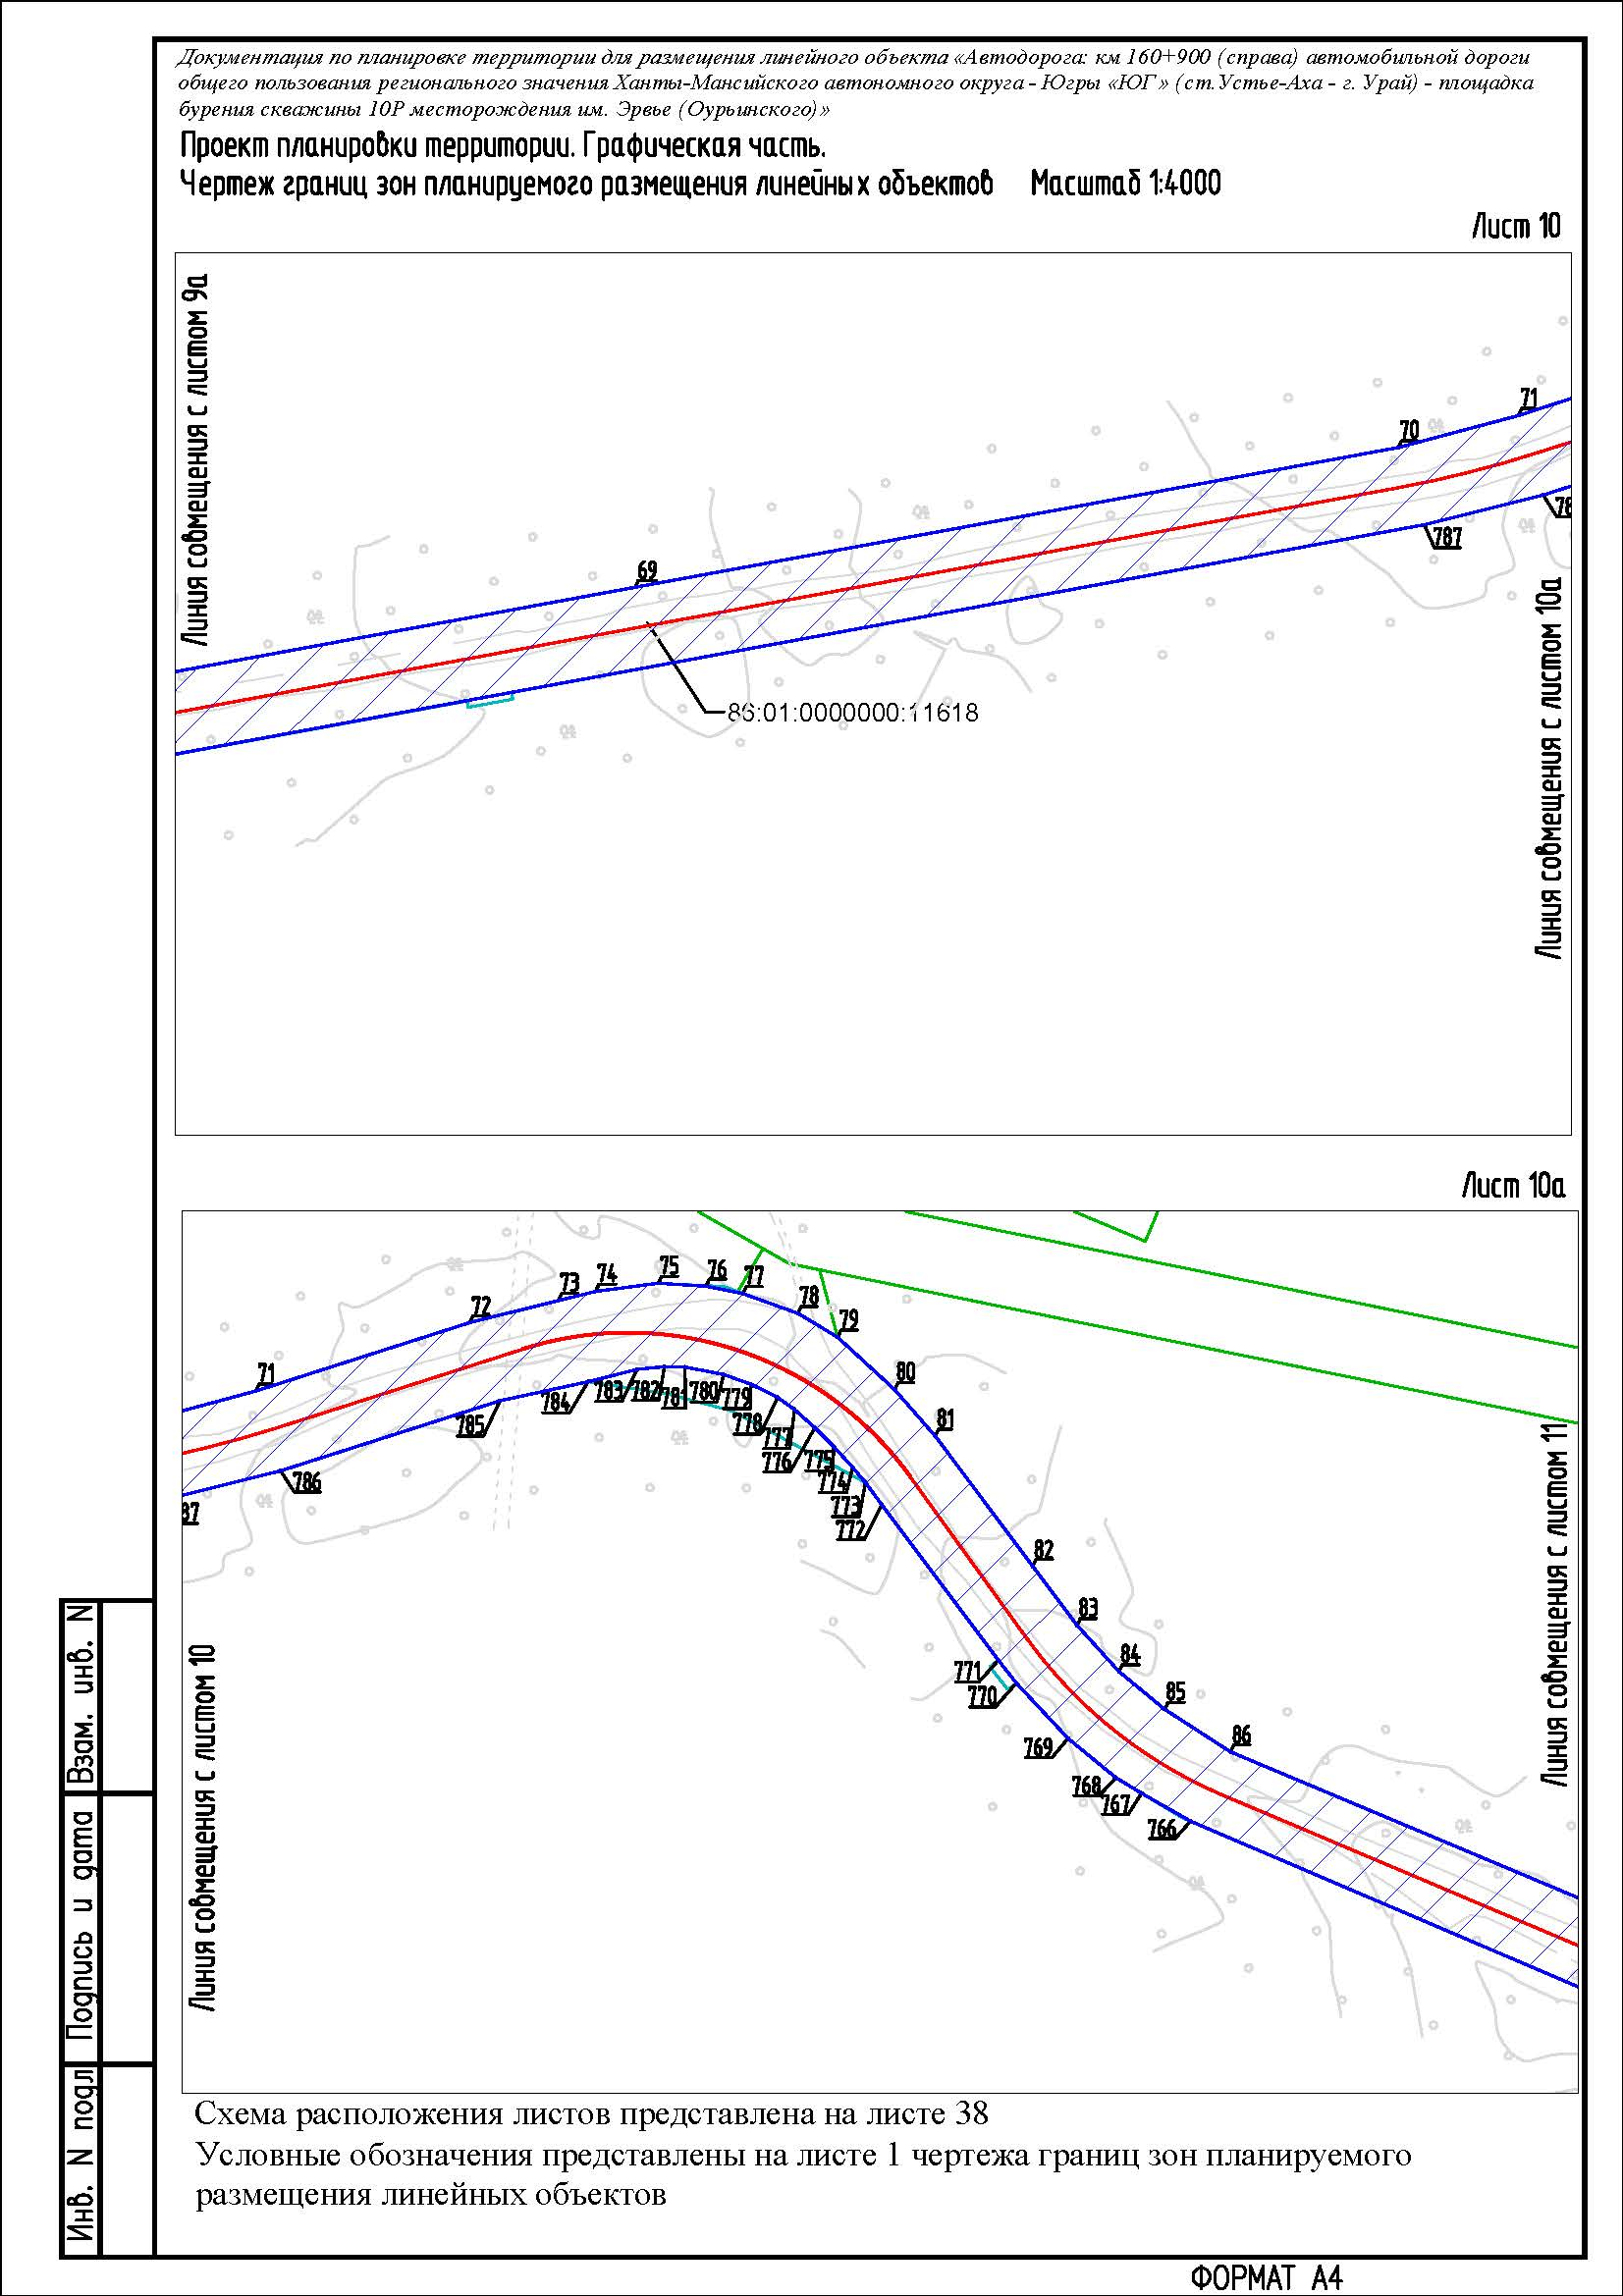 Документация по планировке территории для размещения линейного объекта «Автодорога: км 160+900 (справа) автомобильной дороги
общего пользования регионального значения Ханты-Мансийского автономного округа - Югры «ЮГ» (ст.Устье-Аха - г. Урай) - площадка
бурения скважины 10Р месторождения им. Эрвье (Оурьинского)»
Проект планировки территории. Графическая часть.
Чертеж границ зон планируемого размещения линейных объектов Масштаб 1:4000
Лист 10
Линия совмещения с листом 9а
71
70
78
787
69
86:01:0000000:11618
Линия совмещения с листом 10а
Лист 10а
75
76
77
74
73
72
78
79
71
80
81
783
782
781
780
779
784
785
778
777
776
775
774
773
772
786
87
82
83
84
85
86
771
770
769
768
767
766
Линия совмещения с листом 11
Линия совмещения с листом 10
Схема расположения листов представлена на листе 38
Условные обозначения представлены на листе 1 чертежа границ зон планируемого
размещения линейных объектов
Взам. инв. N
Подпись и дата
Инв. N подл
ФОРМАТ А4